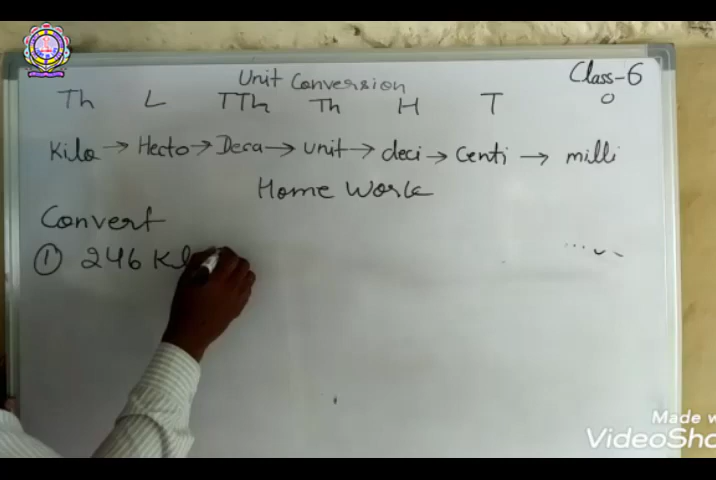 Class-6
Unit Conversion
Th L TTh Th H T O
Kilo → Hecto → Deca → unit → deci → Centi → milli
Home Work
Convert
① 246 Kl
Made w
VideoSho